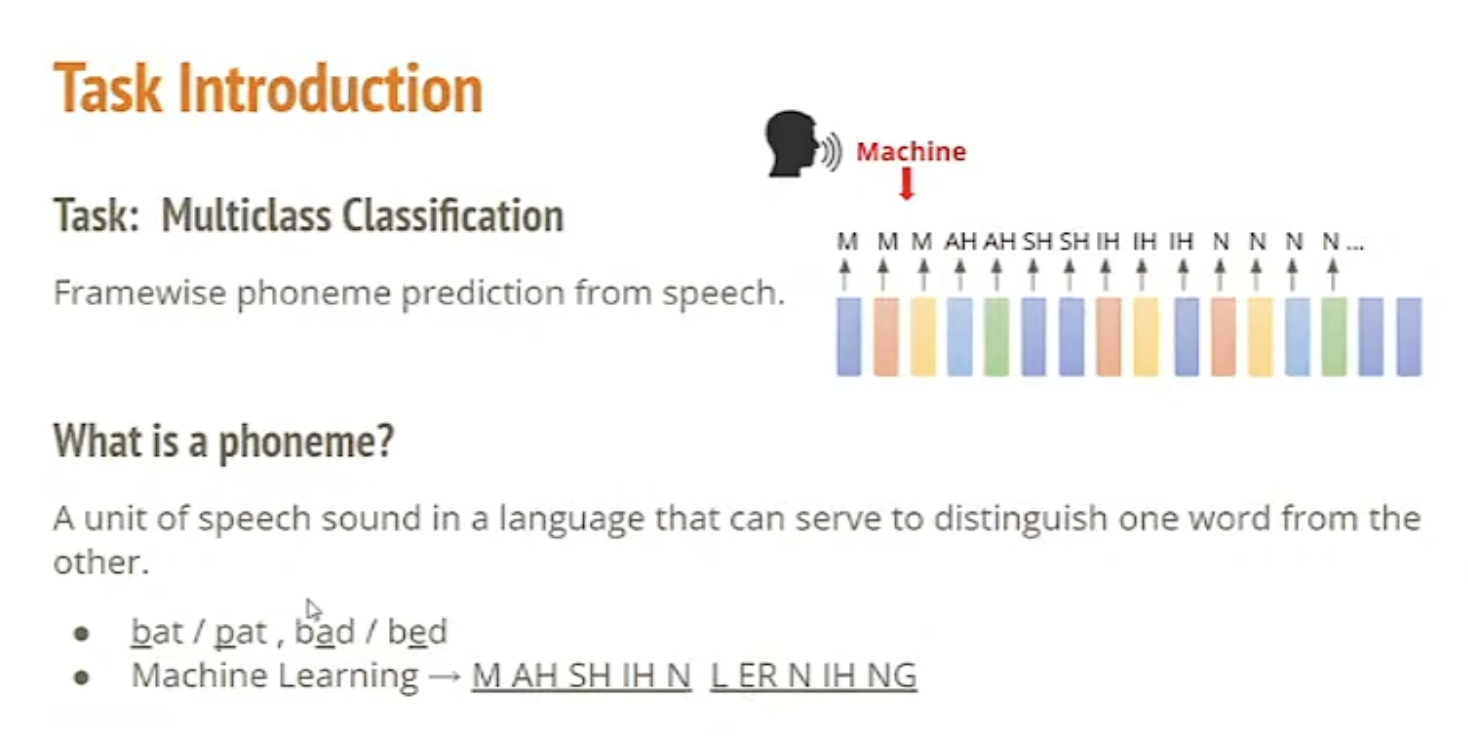 Task Introduction
Machine
Task: Multiclass Classification
M M M AH AH SH SH IH IH IH N N N N ...
Framewise phoneme prediction from speech.
What is a phoneme?
A unit of speech sound in a language that can serve to distinguish one word from the
other.
● bat / pat , bad / bed
● Machine Learning → M AH SH IH N L ER N IH NG